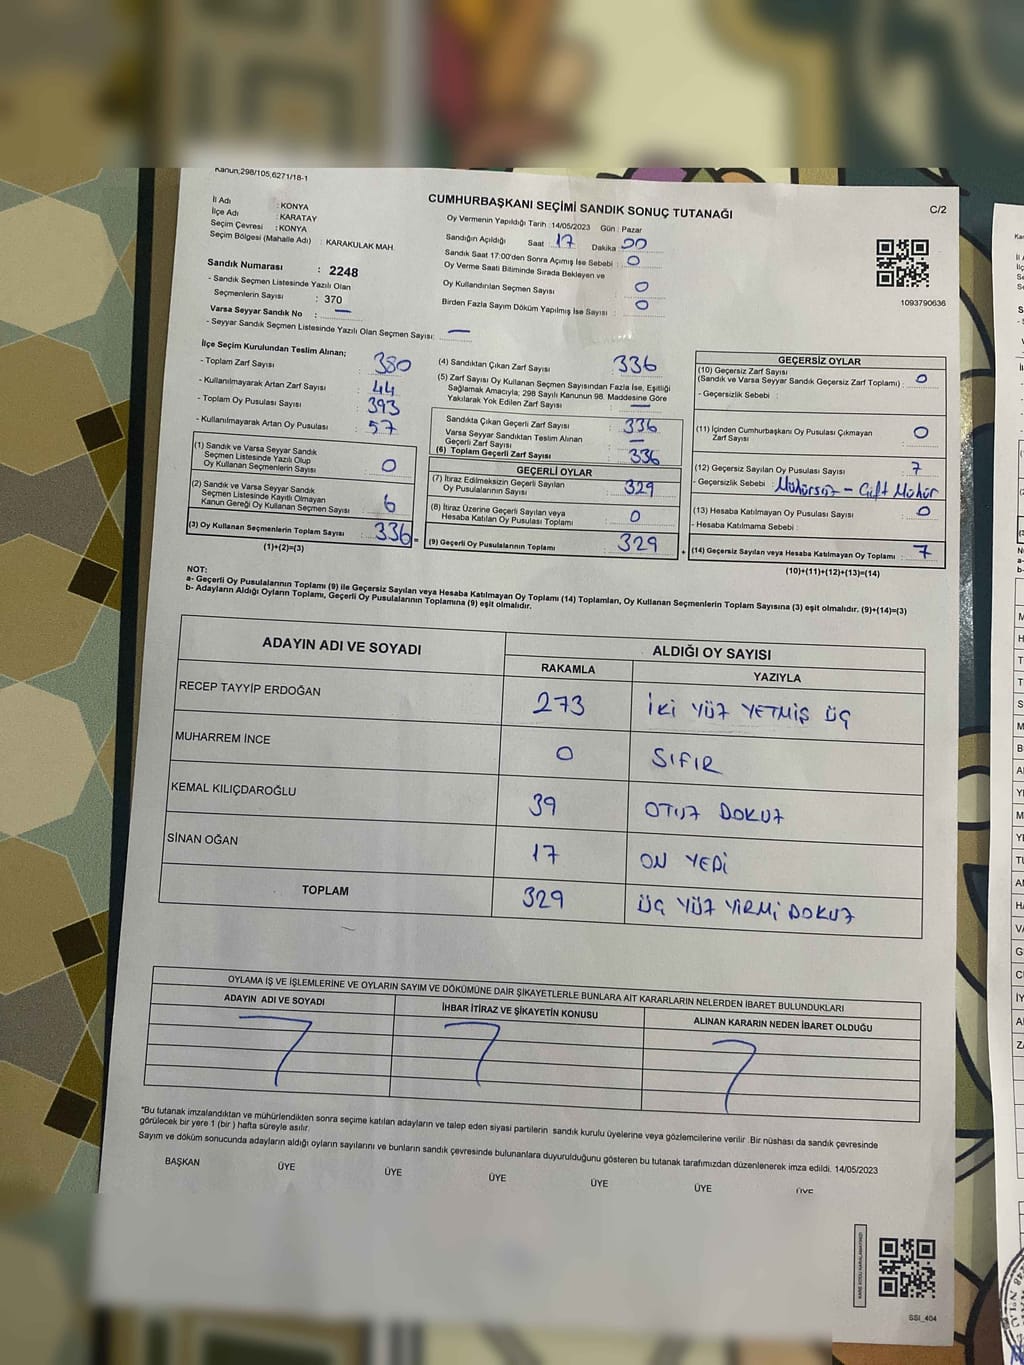 Kanun;298/105,6271/18-1
CUMHURBAŞKANI SEÇİMİ SANDIK SONUÇ TUTANAĞI
C/2
İl Adı : KONYA
İlçe Adı : KARATAY
Seçim Çevresi : KONYA
Seçim Bölgesi (Mahalle Adı) : KARAKULAK MAH.
Oy Vermenin Yapıldığı Tarih : 14/05/2023 Gün : Pazar
Sandığın Açıldığı Saat : 17 Dakika 00
Sandık Saat 17:00'den Sonra Açımış İse Sebebi : 0
Oy Verme Saati Bitiminde Sırada Bekleyen ve
Oy Kullandırılan Seçmen Sayısı : 0
Birden Fazla Sayım Döküm Yapılmış İse Sayısı : 0
1093790636
Sandık Numarası : 2248
- Sandık Seçmen Listesinde Yazılı Olan
Seçmenlerin Sayısı : 370
Varsa Seyyar Sandık No : —
- Seyyar Sandık Seçmen Listesinde Yazılı Olan Seçmen Sayısı: —
İlçe Seçim Kurulundan Teslim Alınan;
- Toplam Zarf Sayısı : 380
- Kullanılmayarak Artan Zarf Sayısı : 44
- Toplam Oy Pusulası Sayısı : 393
- Kullanılmayarak Artan Oy Pusulası : 57
(1) Sandık ve Varsa Seyyar Sandık
Seçmen Listesinde Yazılı Olup
Oy Kullanan Seçmenlerin Sayısı : 0
(2) Sandık ve Varsa Seyyar Sandık
Seçmen Listesinde Kayıtlı Olmayan
Kanun Gereği Oy Kullanan Seçmen Sayısı : 6
(3) Oy Kullanan Seçmenlerin Toplam Sayısı : 336 =
(1)+(2)=(3)
(4) Sandıktan Çıkan Zarf Sayısı : 336
(5) Zarf Sayısı Oy Kullanan Seçmen Sayısından Fazla İse, Eşitliği
Sağlamak Amacıyla; 298 Sayılı Kanunun 98. Maddesine Göre
Yakılarak Yok Edilen Zarf Sayısı : —
Sandıkta Çıkan Geçerli Zarf Sayısı : 336
Varsa Seyyar Sandıktan Teslim Alınan
Geçerli Zarf Sayısı : —
(6) Toplam Geçerli Zarf Sayısı : 336
GEÇERLİ OYLAR
(7) İtiraz Edilmeksizin Geçerli Sayılan
Oy Pusulalarının Sayısı : 329
(8) İtiraz Üzerine Geçerli Sayılan veya
Hesaba Katılan Oy Pusulası Toplamı : 0
(9) Geçerli Oy Pusulalarının Toplamı : 329 +
GEÇERSİZ OYLAR
(10) Geçersiz Zarf Sayısı
(Sandık ve Varsa Seyyar Sandık Geçersiz Zarf Toplamı) : 0
- Geçersizlik Sebebi :
(11) İçinden Cumhurbaşkanı Oy Pusulası Çıkmayan
Zarf Sayısı : 0
(12) Geçersiz Sayılan Oy Pusulası Sayısı : 7
- Geçersizlik Sebebi : Mühürsüz - Çift Mühür
(13) Hesaba Katılmayan Oy Pusulası Sayısı : 0
- Hesaba Katılmama Sebebi :
(14) Geçersiz Sayılan veya Hesaba Katılmayan Oy Toplamı : 7
(10)+(11)+(12)+(13)=(14)
NOT:
a- Geçerli Oy Pusulalarının Toplamı (9) ile Geçersiz Sayılan veya Hesaba Katılmayan Oy Toplamı (14) Toplamları, Oy Kullanan Seçmenlerin Toplam Sayısına (3) eşit olmalıdır. (9)+(14)=(3)
b- Adayların Aldığı Oyların Toplamı, Geçerli Oy Pusulalarının Toplamına (9) eşit olmalıdır.
ADAYIN ADI VE SOYADI
ALDIĞI OY SAYISI
RAKAMLA YAZIYLA
RECEP TAYYİP ERDOĞAN 273 İKİ YÜZ YETMİŞ ÜÇ
MUHARREM İNCE 0 SIFIR
KEMAL KILIÇDAROĞLU 39 OTUZ DOKUZ
SİNAN OĞAN 17 ON YEDİ
TOPLAM 329 ÜÇ YÜZ YİRMİ DOKUZ
OYLAMA İŞ VE İŞLEMLERİNE VE OYLARIN SAYIM VE DÖKÜMÜNE DAİR ŞİKAYETLERLE BUNLARA AİT KARARLARIN NELERDEN İBARET BULUNDUKLARI
ADAYIN ADI VE SOYADI İHBAR İTİRAZ VE ŞİKAYETİN KONUSU ALINAN KARARIN NEDEN İBARET OLDUĞU
*Bu tutanak imzalandıktan ve mühürlendikten sonra seçime katılan adayların ve talep eden siyasi partilerin sandık kurulu üyelerine veya gözlemcilerine verilir. Bir nüshası da sandık çevresinde
görülecek bir yere 1 (bir) hafta süreyle asılır.
Sayım ve döküm sonucunda adayların aldığı oyların sayılarını ve bunların sandık çevresinde bulunanlara duyurulduğunu gösteren bu tutanak tarafımızdan düzenlenerek imza edildi. 14/05/2023
BAŞKAN ÜYE ÜYE ÜYE ÜYE ÜYE ÜYE
SSI_404